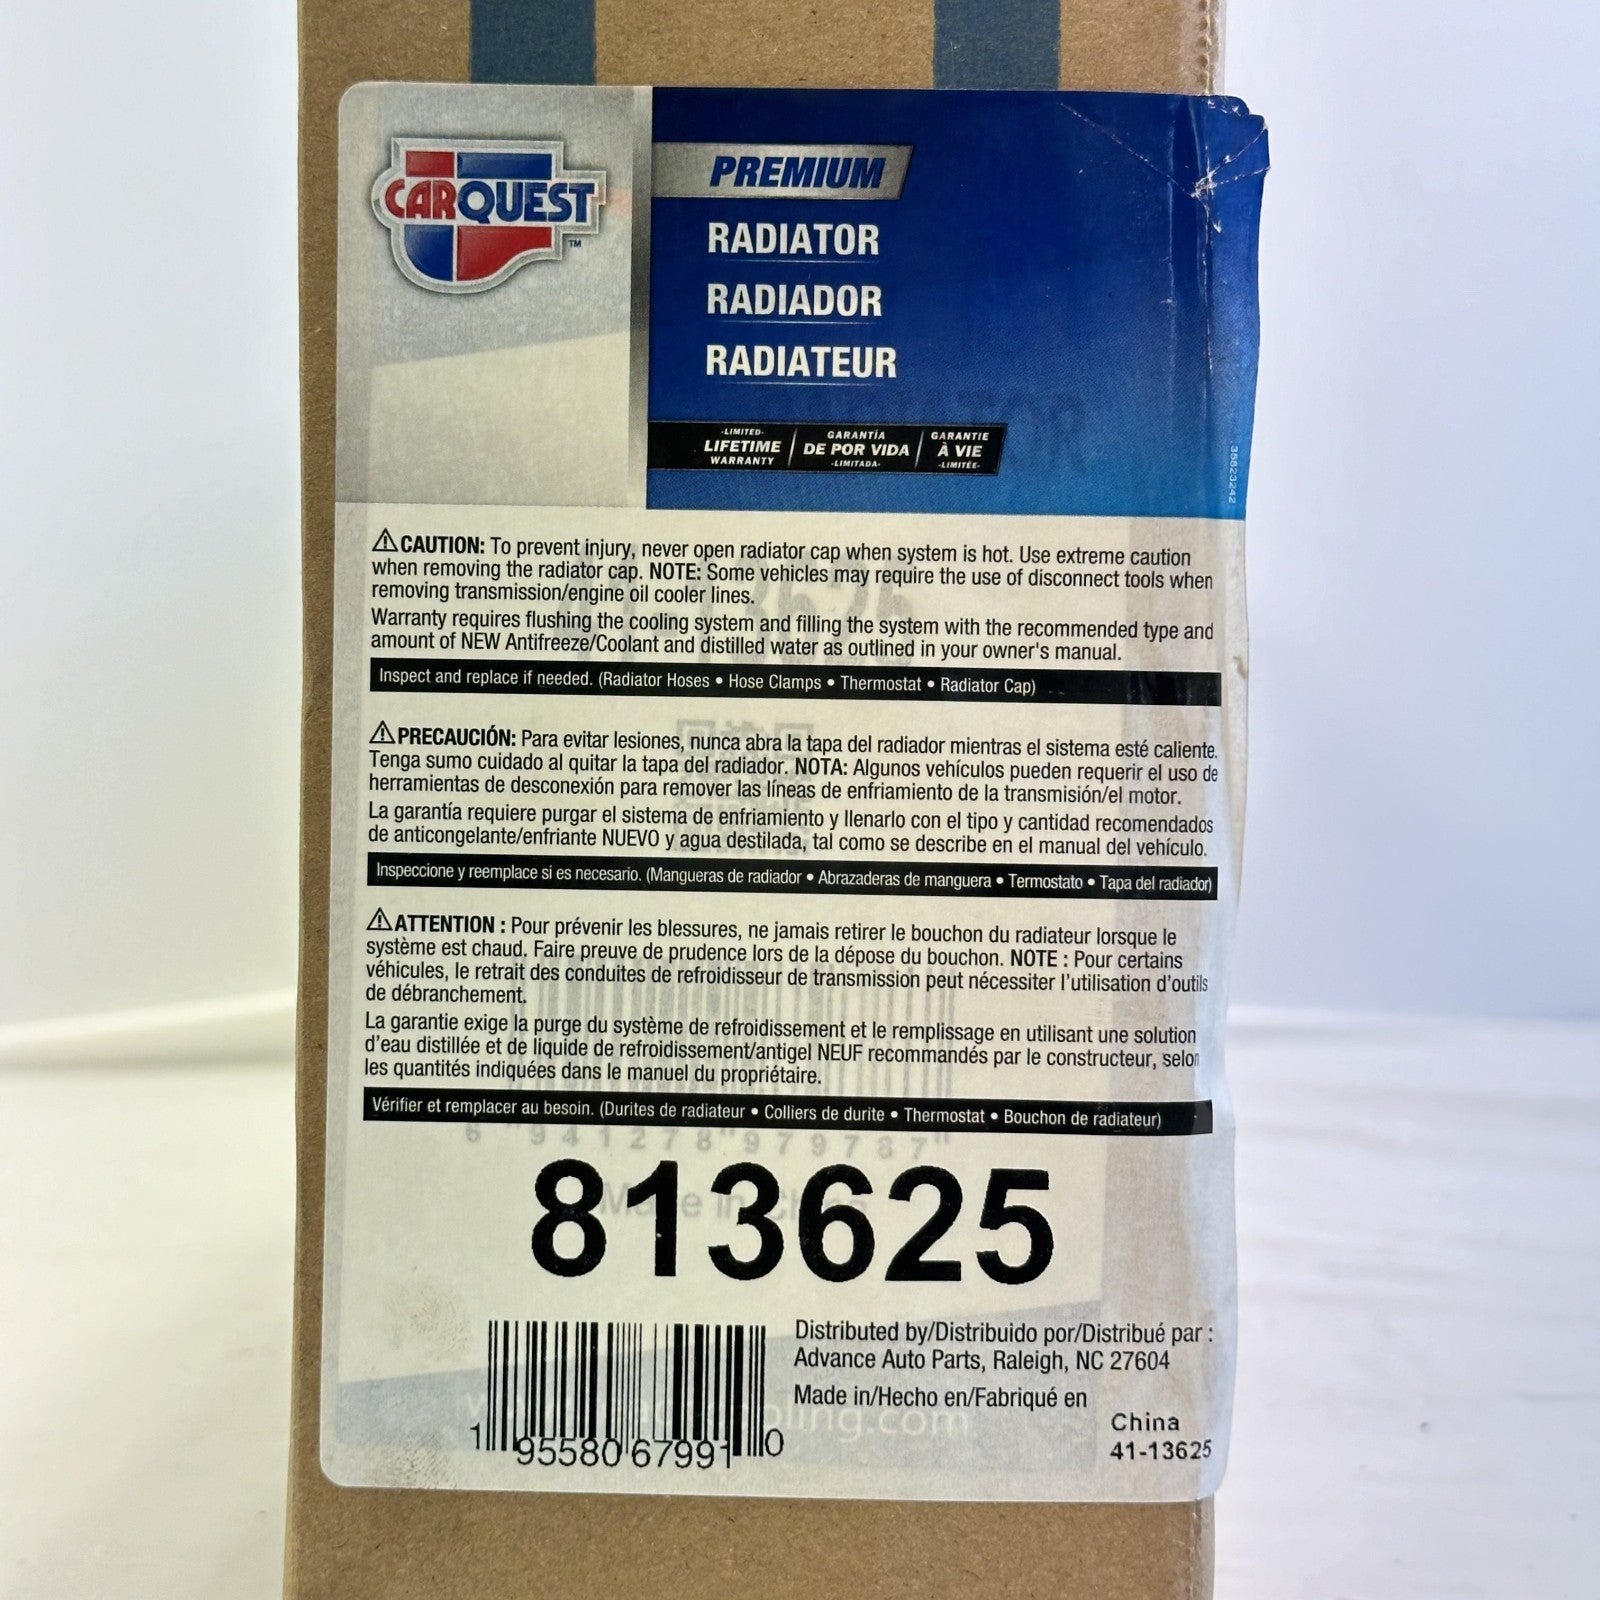 CARQUEST
TM
PREMIUM
RADIATOR
RADIADOR
RADIATEUR
-LIMITED-
LIFETIME
WARRANTY
GARANTÍA
DE POR VIDA
-LIMITADA-
GARANTIE
À VIE
-LIMITÉE-
35823242
⚠CAUTION: To prevent injury, never open radiator cap when system is hot. Use extreme caution
when removing the radiator cap. NOTE: Some vehicles may require the use of disconnect tools when
removing transmission/engine oil cooler lines.
Warranty requires flushing the cooling system and filling the system with the recommended type and
amount of NEW Antifreeze/Coolant and distilled water as outlined in your owner's manual.
Inspect and replace if needed. (Radiator Hoses • Hose Clamps • Thermostat • Radiator Cap)
⚠PRECAUCIÓN: Para evitar lesiones, nunca abra la tapa del radiador mientras el sistema esté caliente.
Tenga sumo cuidado al quitar la tapa del radiador. NOTA: Algunos vehículos pueden requerir el uso de
herramientas de desconexión para remover las líneas de enfriamiento de la transmisión/el motor.
La garantía requiere purgar el sistema de enfriamiento y llenarlo con el tipo y cantidad recomendados
de anticongelante/enfriante NUEVO y agua destilada, tal como se describe en el manual del vehículo.
Inspeccione y reemplace si es necesario. (Mangueras de radiador • Abrazaderas de manguera • Termostato • Tapa del radiador)
⚠ATTENTION : Pour prévenir les blessures, ne jamais retirer le bouchon du radiateur lorsque le
système est chaud. Faire preuve de prudence lors de la dépose du bouchon. NOTE : Pour certains
véhicules, le retrait des conduites de refroidisseur de transmission peut nécessiter l'utilisation d'outils
de débranchement.
La garantie exige la purge du système de refroidissement et le remplissage en utilisant une solution
d'eau distillée et de liquide de refroidissement/antigel NEUF recommandés par le constructeur, selon
les quantités indiquées dans le manuel du propriétaire.
Vérifier et remplacer au besoin. (Durites de radiateur • Colliers de durite • Thermostat • Bouchon de radiateur)
6 941278 979787
Made in China
813625
Distributed by/Distribuido por/Distribué par :
Advance Auto Parts, Raleigh, NC 27604
Made in/Hecho en/Fabriqué en
China
41-13625
1 95580 67991 0